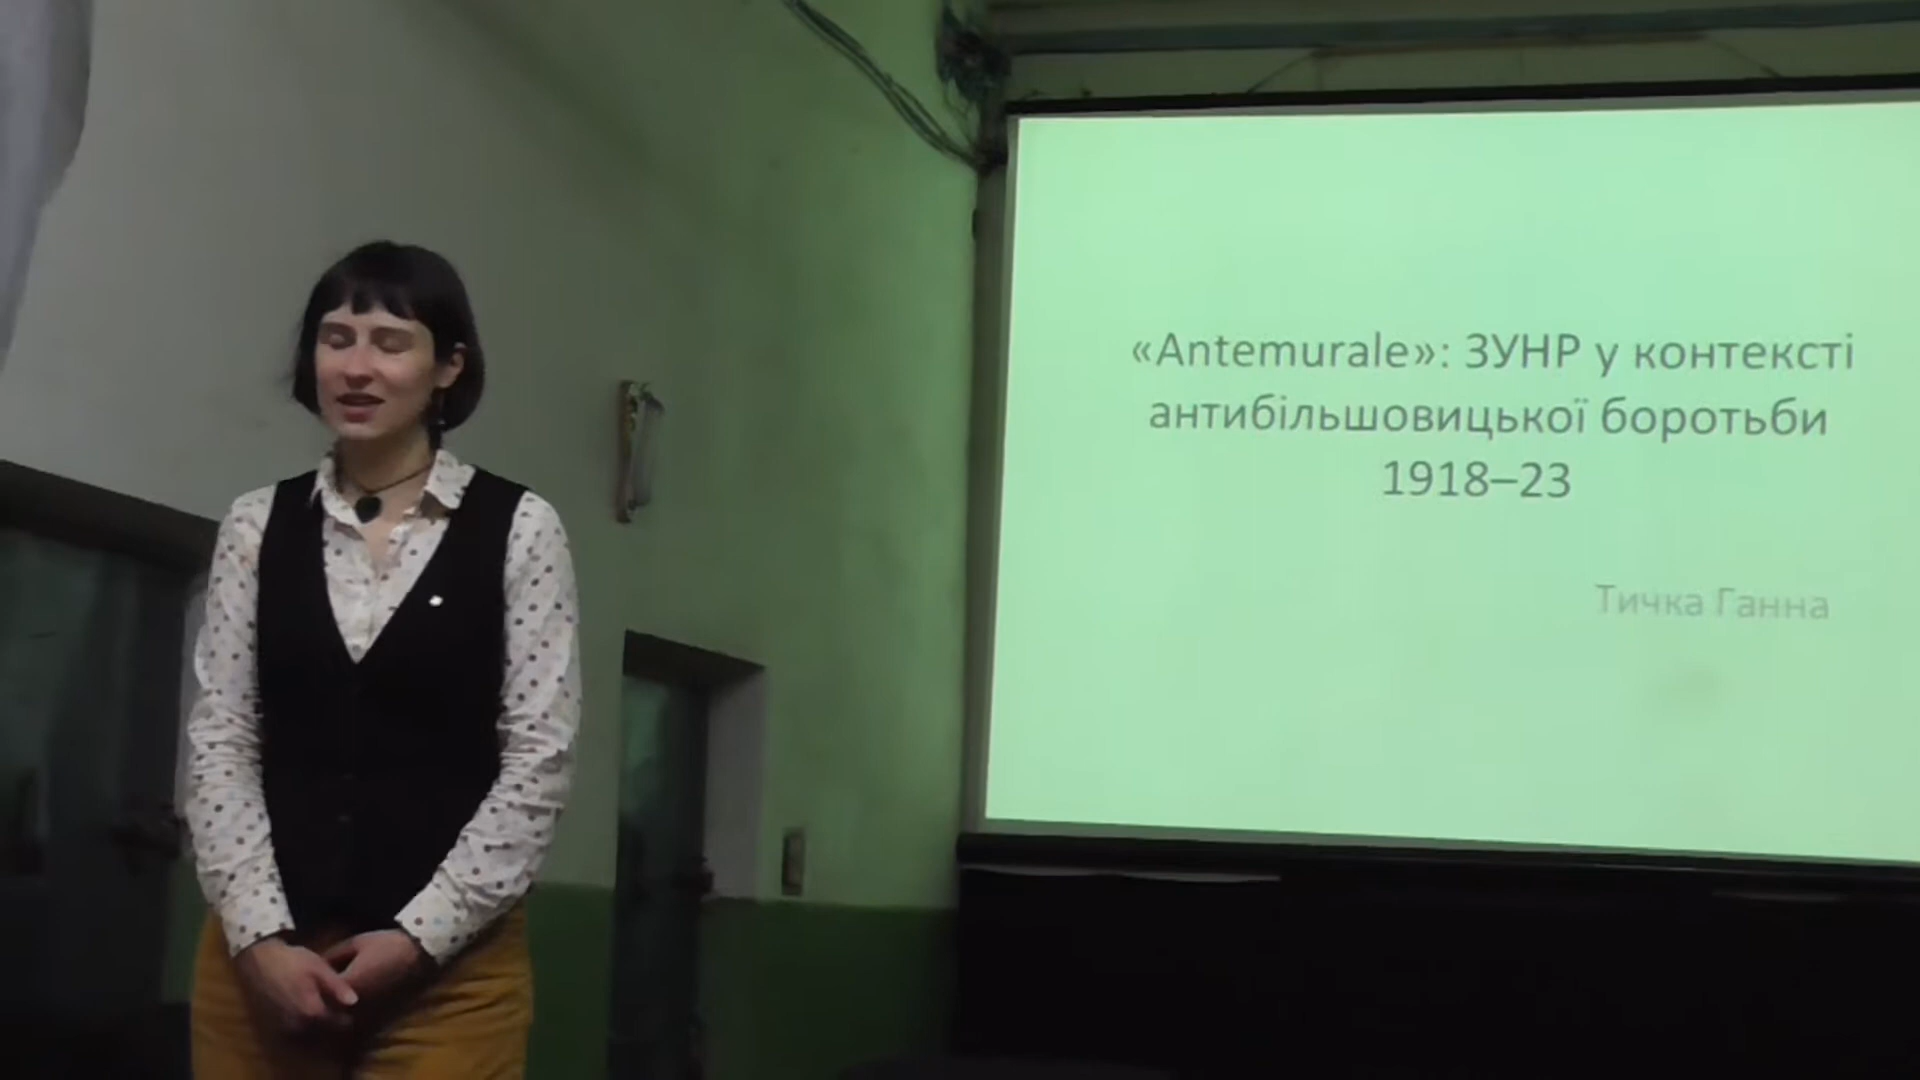 «Antemurale»: ЗУНР у контексті
антибільшовицької боротьби
1918–23
Тичка Ганна